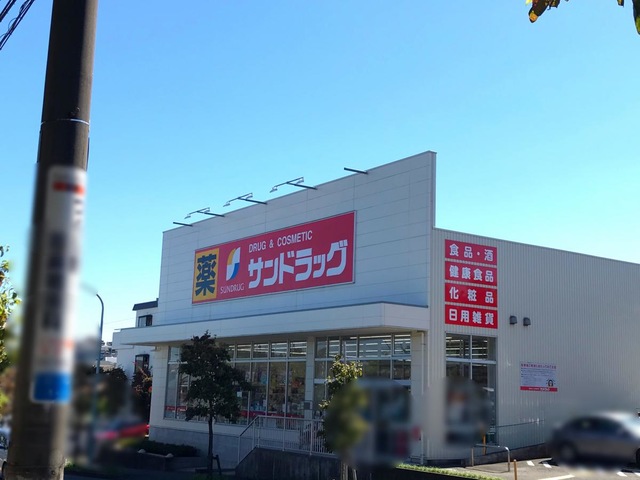 薬
DRUG & COSMETIC
SUNDRUG
サンドラッグ
食品・酒
健康食品
化粧品
日用雑貨